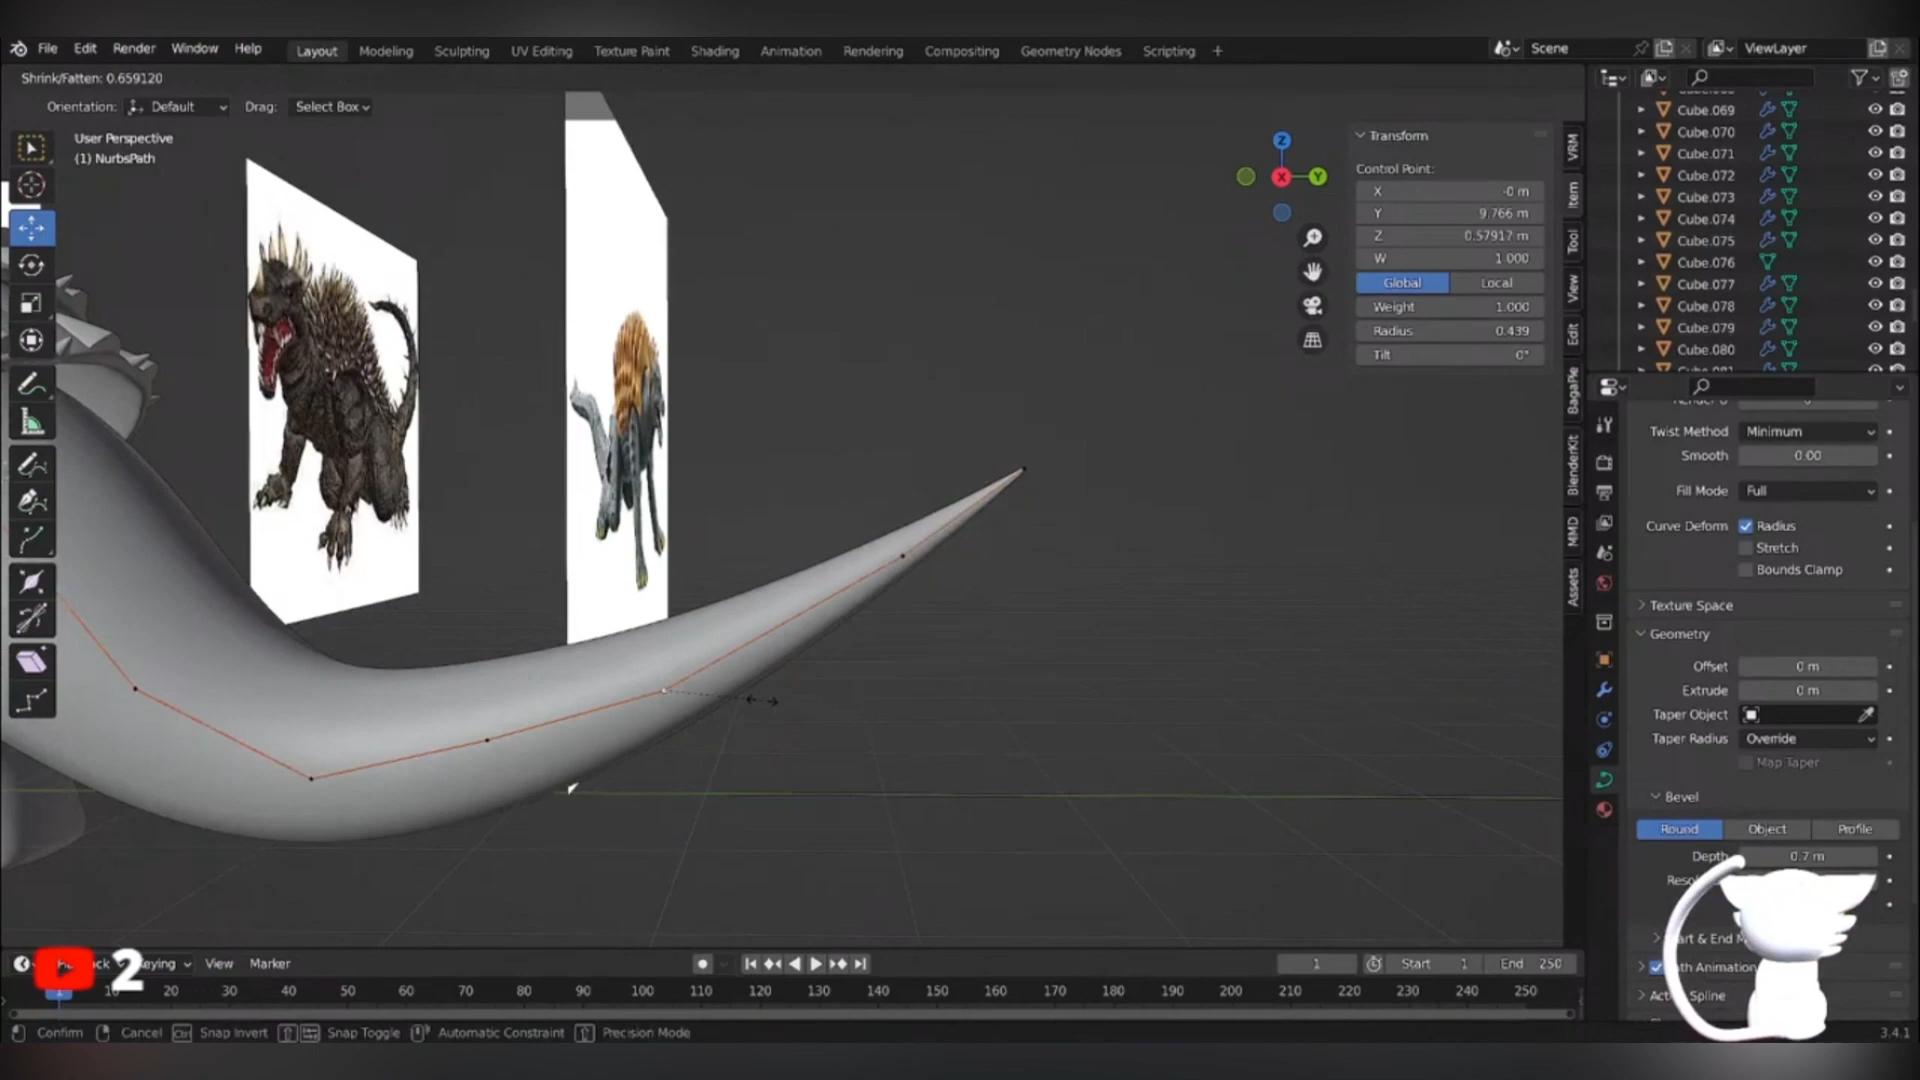 File Edit Render Window Help Layout Modeling Sculpting UV Editing Texture Paint Shading Animation Rendering Compositing Geometry Nodes Scripting + Scene ViewLayer
Shrink/Fatten: 0.659120
Orientation: Default Drag: Select Box
User Perspective
(1) NurbsPath
Z
X
Y
Transform
Control Point:
X -0 m
Y 9.766 m
Z 0.57917 m
W 1.000
Global Local
Weight 1.000
Radius 0.439
Tilt 0°
VRM
Item
Tool
View
Edit
BagaPie
BlenderKit
MMD
Assets
Cube.069
Cube.070
Cube.071
Cube.072
Cube.073
Cube.074
Cube.075
Cube.076
Cube.077
Cube.078
Cube.079
Cube.080
Twist Method Minimum
Smooth 0.00
Fill Mode Full
Curve Deform Radius
Stretch
Bounds Clamp
Texture Space
Geometry
Offset 0 m
Extrude 0 m
Taper Object
Taper Radius Override
Map Taper
Bevel
Round Object Profile
Depth 0.7 m
2
View Marker
1 Start 1 End 250
1 10 20 30 40 50 60 70 80 90 100 110 120 130 140 150 160 170 180 190 200 210 220 230 240 250
Confirm Cancel Ctrl Snap Invert Snap Toggle Automatic Constraint Precision Mode
3.4.1